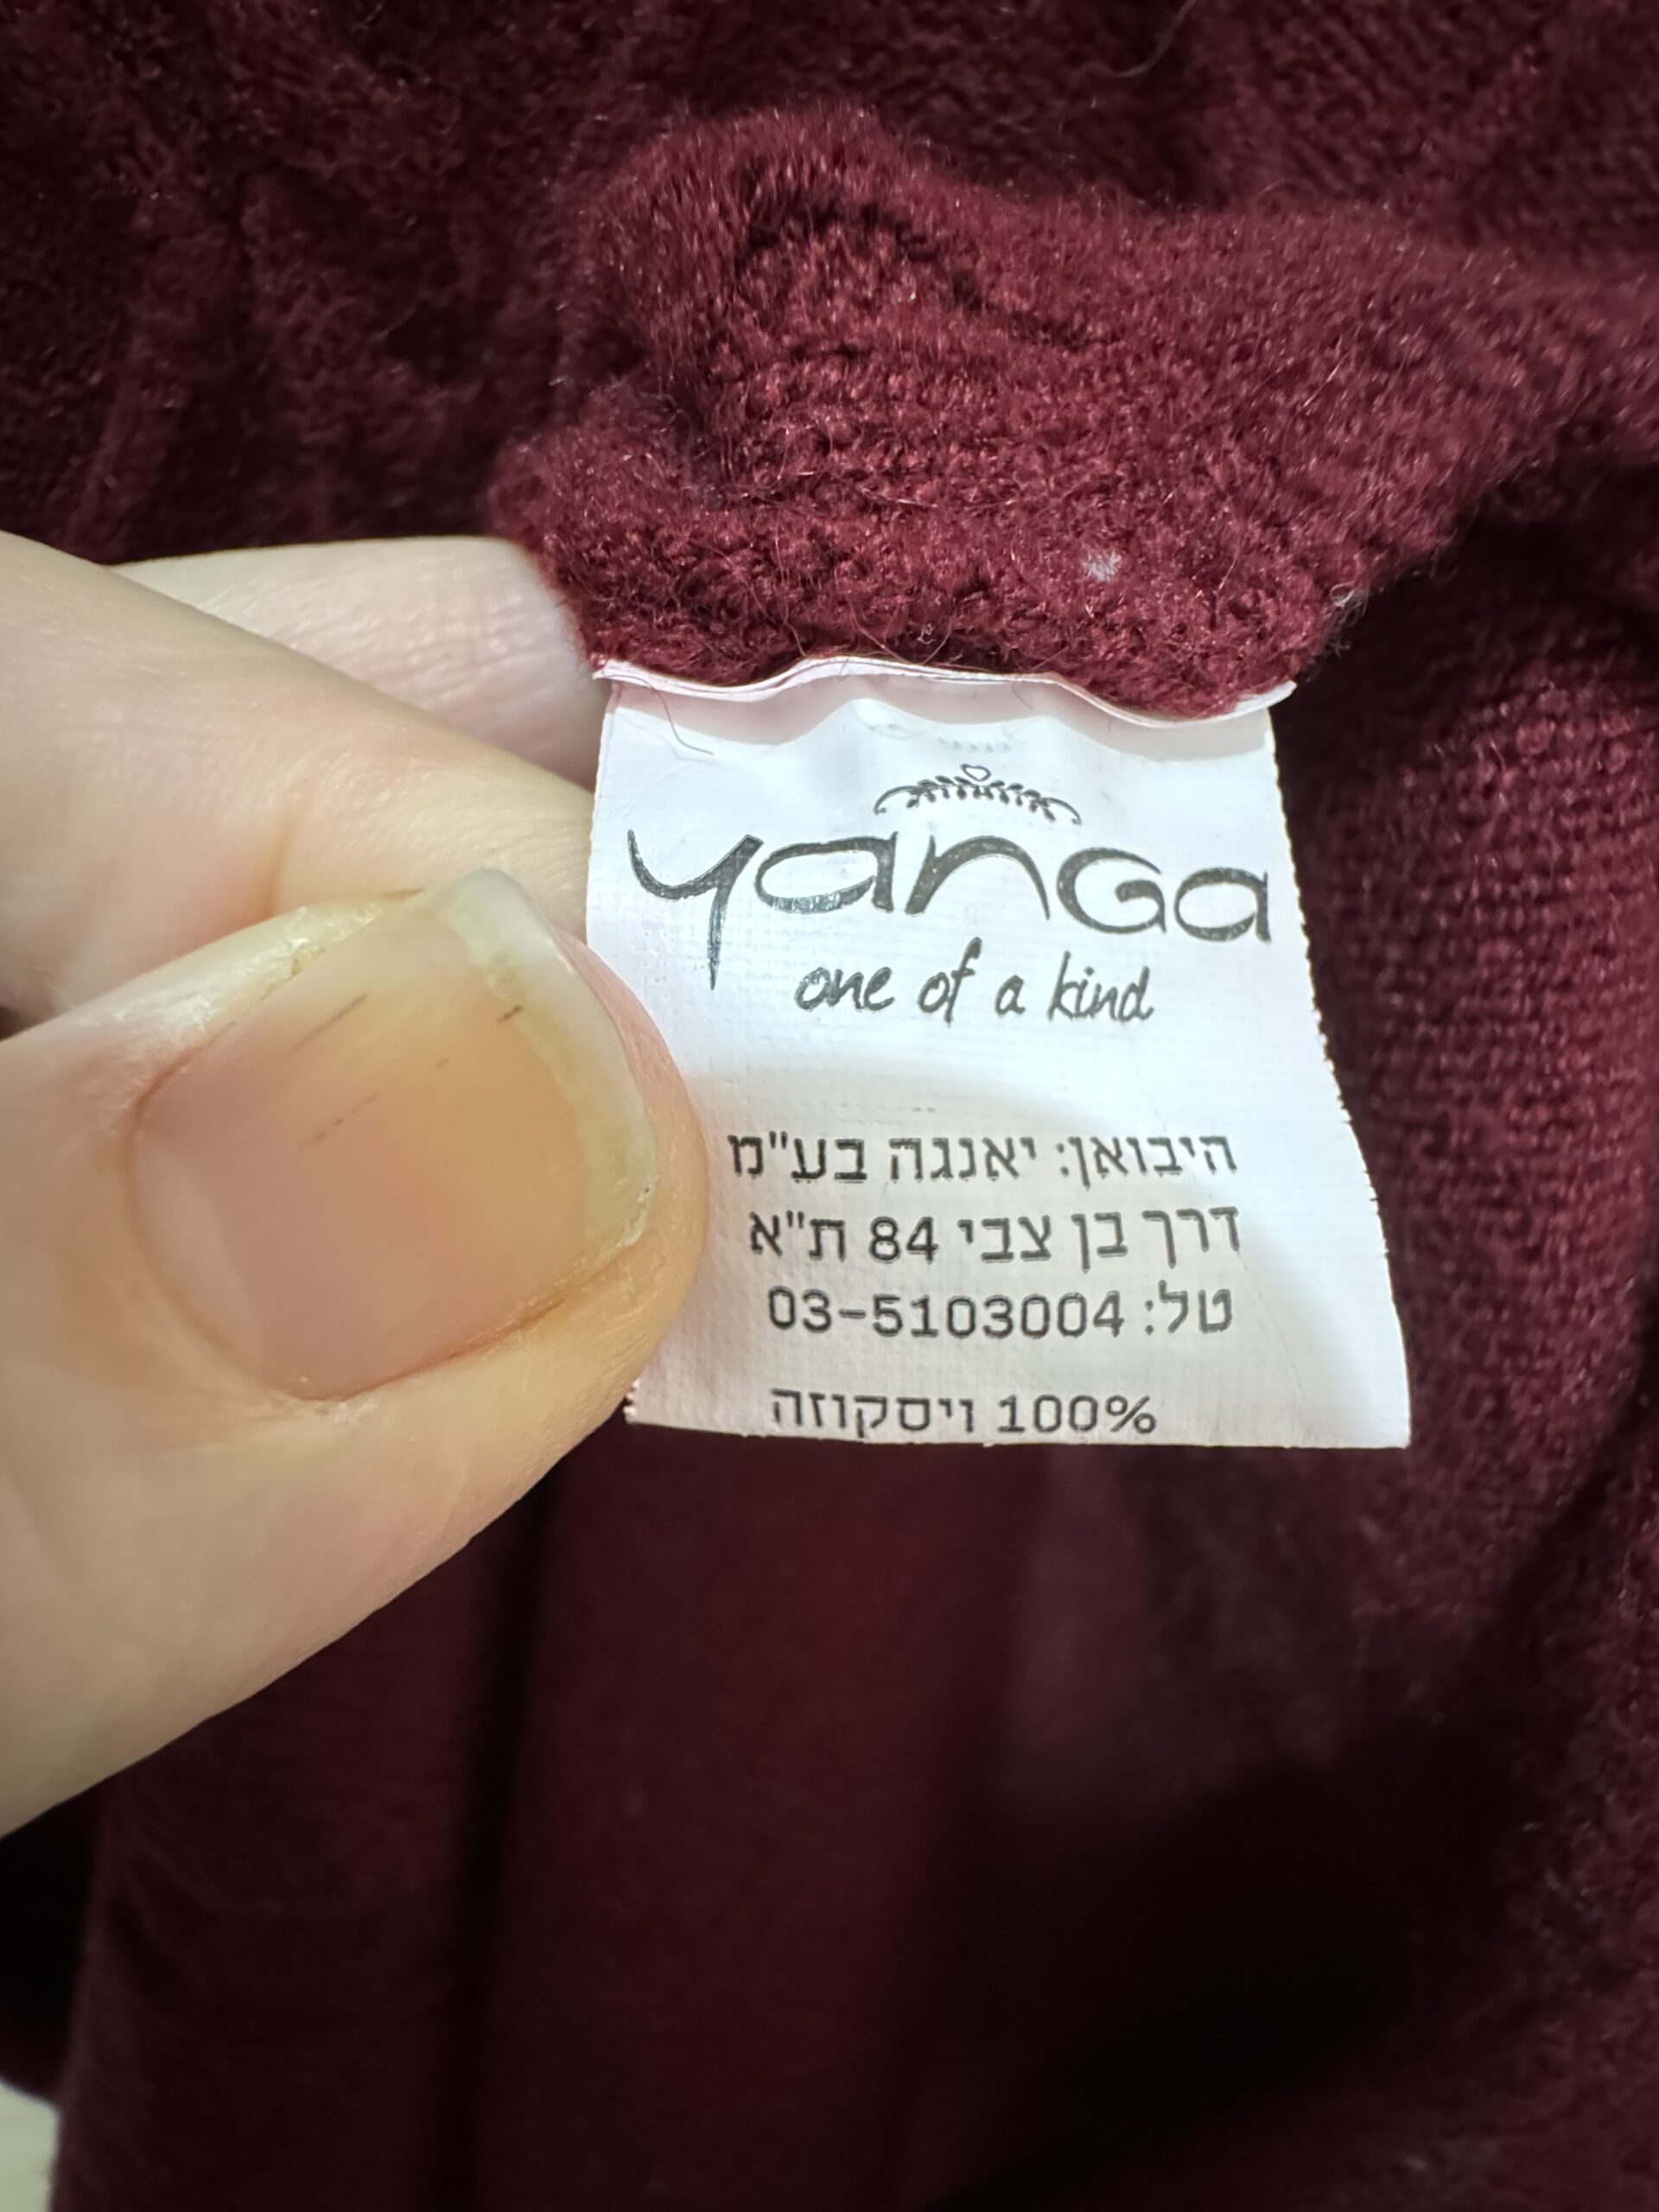 yanGa
one of a kind
היבואן: יאנגה בע"מ
דרך בן צבי 84 ת"א
טל: 03-5103004
100% ויסקוזה